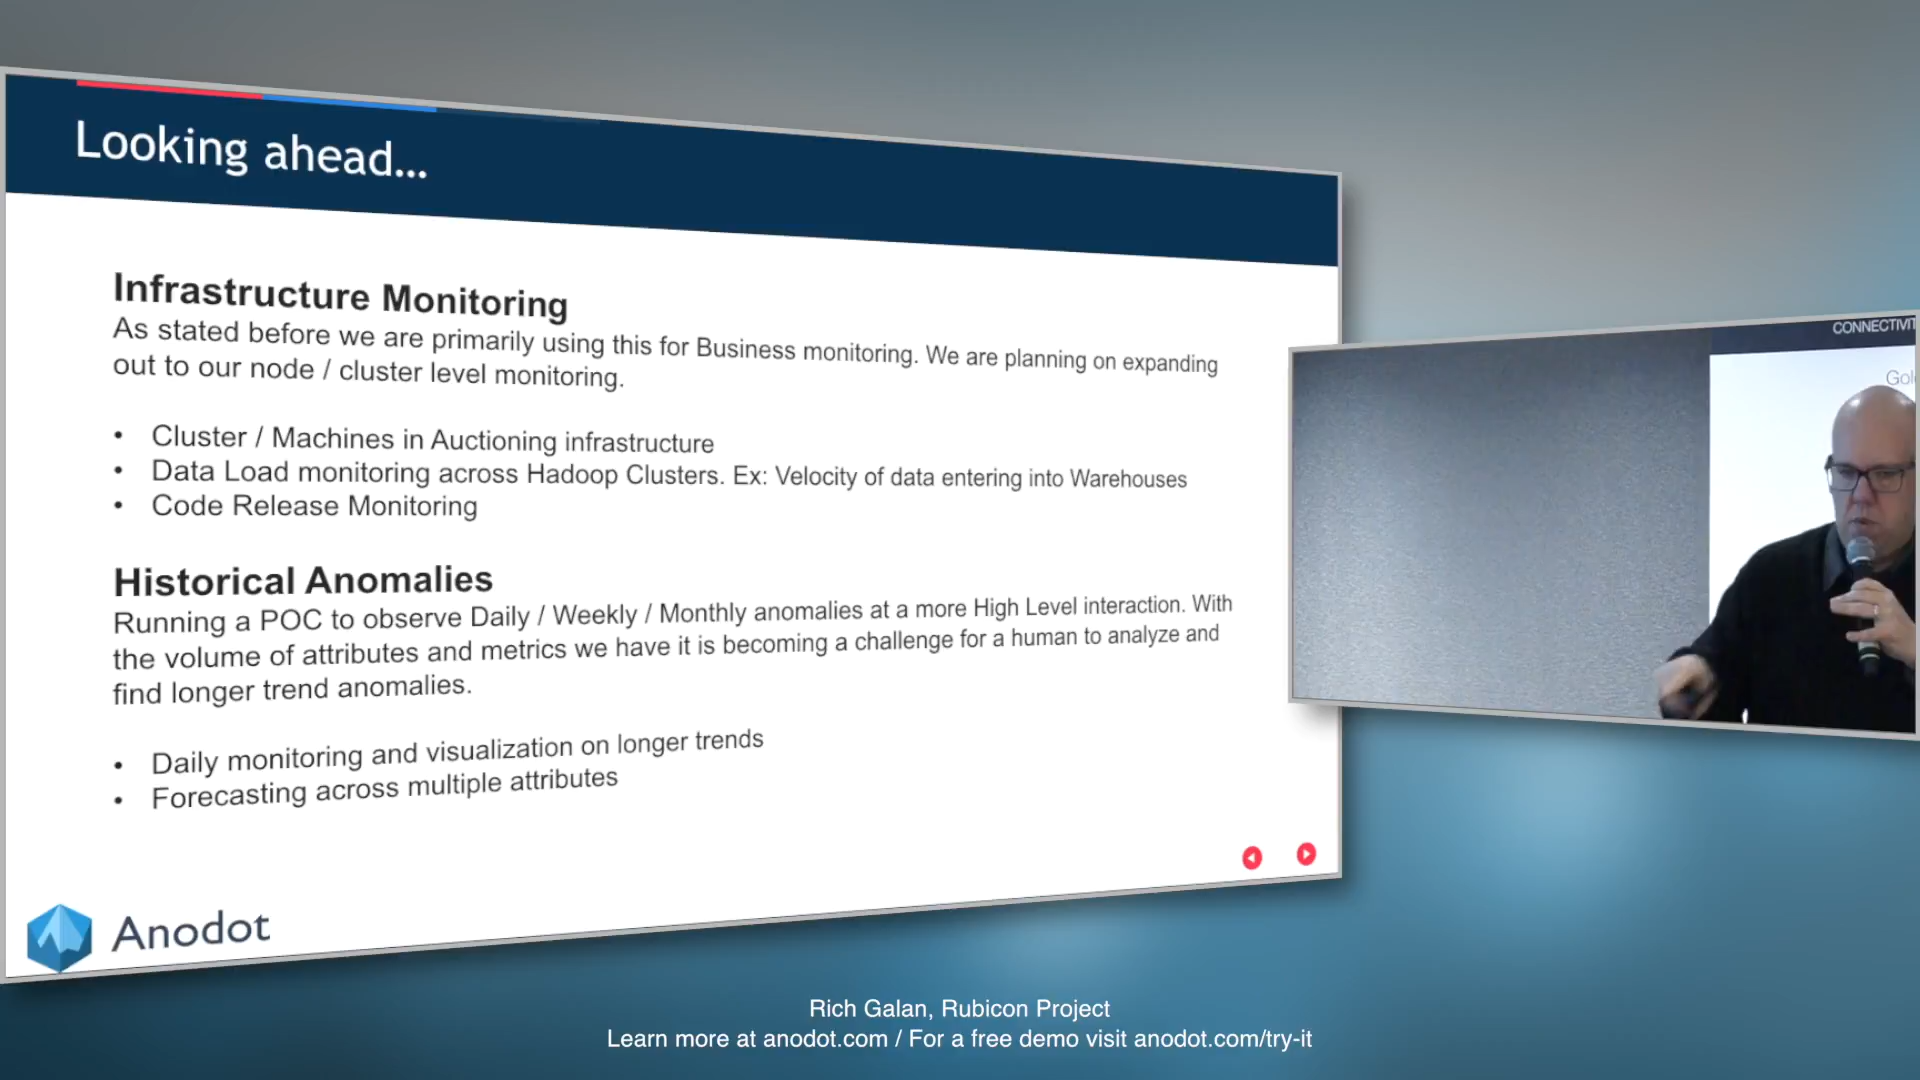 Looking ahead...
Infrastructure Monitoring
As stated before we are primarily using this for Business monitoring. We are planning on expanding
out to our node / cluster level monitoring.
• Cluster / Machines in Auctioning infrastructure
• Data Load monitoring across Hadoop Clusters. Ex: Velocity of data entering into Warehouses
• Code Release Monitoring
Historical Anomalies
Running a POC to observe Daily / Weekly / Monthly anomalies at a more High Level interaction. With
the volume of attributes and metrics we have it is becoming a challenge for a human to analyze and
find longer trend anomalies.
• Daily monitoring and visualization on longer trends
• Forecasting across multiple attributes
Anodot
Rich Galan, Rubicon Project
Learn more at anodot.com / For a free demo visit anodot.com/try-it